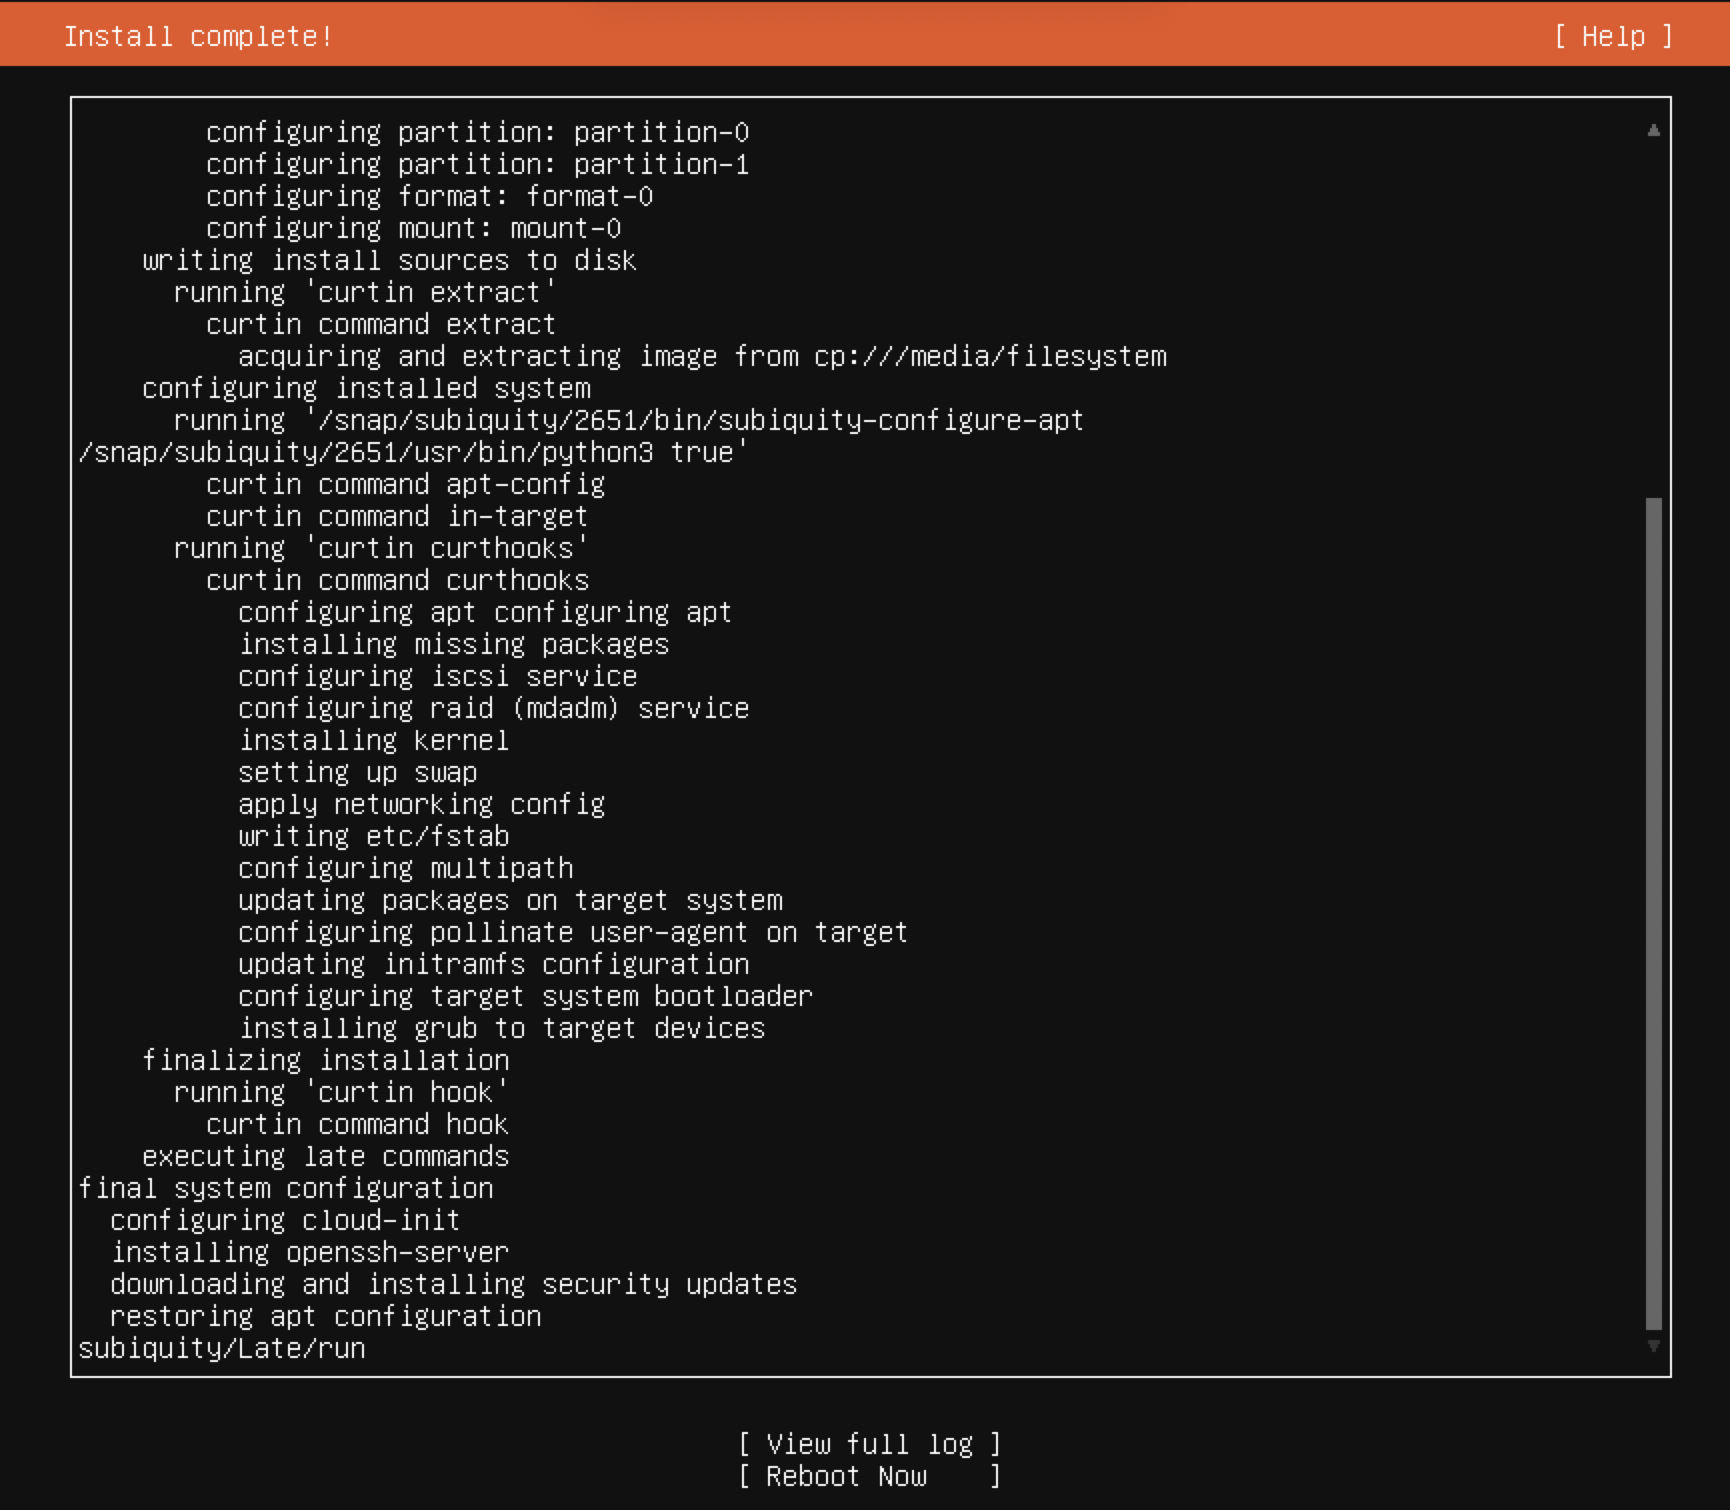 Install complete!
[ Help ]
configuring partition: partition-0
configuring partition: partition-1
configuring format: format-0
configuring mount: mount-0
writing install sources to disk
running 'curtin extract'
curtin command extract
acquiring and extracting image from cp:///media/filesystem
configuring installed system
running '/snap/subiquity/2651/bin/subiquity-configure-apt
/snap/subiquity/2651/usr/bin/python3 true'
curtin command apt-config
curtin command in-target
running 'curtin curthooks'
curtin command curthooks
configuring apt configuring apt
installing missing packages
configuring iscsi service
configuring raid (mdadm) service
installing kernel
setting up swap
apply networking config
writing etc/fstab
configuring multipath
updating packages on target system
configuring pollinate user-agent on target
updating initramfs configuration
configuring target system bootloader
installing grub to target devices
finalizing installation
running 'curtin hook'
curtin command hook
executing late commands
final system configuration
configuring cloud-init
installing openssh-server
downloading and installing security updates
restoring apt configuration
subiquity/Late/run
[ View full log ]
[ Reboot Now ]